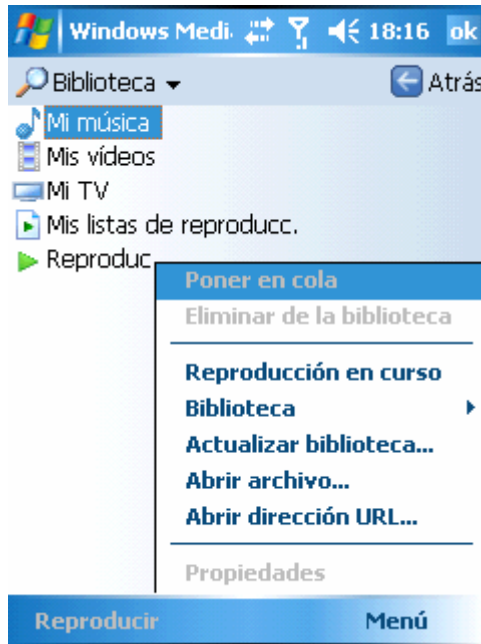 Windows Medi 18:16 ok
Biblioteca Atrás
Mi música
Mis vídeos
Mi TV
Mis listas de reproducc.
Reproduc
Poner en cola
Eliminar de la biblioteca
Reproducción en curso
Biblioteca
Actualizar biblioteca...
Abrir archivo...
Abrir dirección URL...
Propiedades
Reproducir Menú